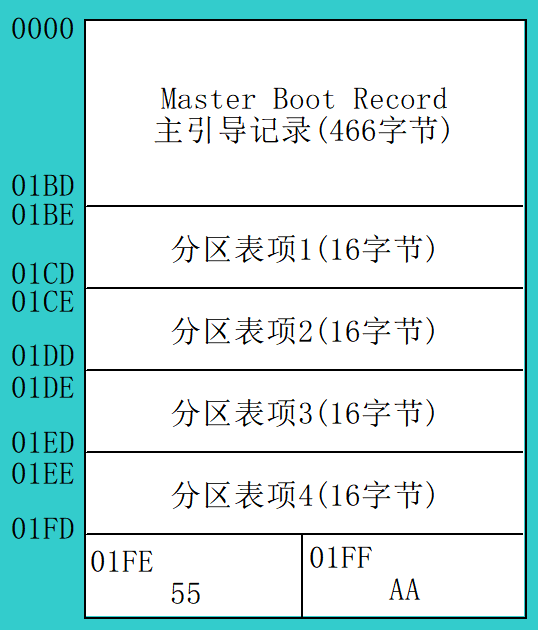 0000
Master Boot Record
主引导记录(466字节)
01BD
01BE
分区表项1(16字节)
01CD
01CE
分区表项2(16字节)
01DD
01DE
分区表项3(16字节)
01ED
01EE
分区表项4(16字节)
01FD
01FE
55
01FF
AA